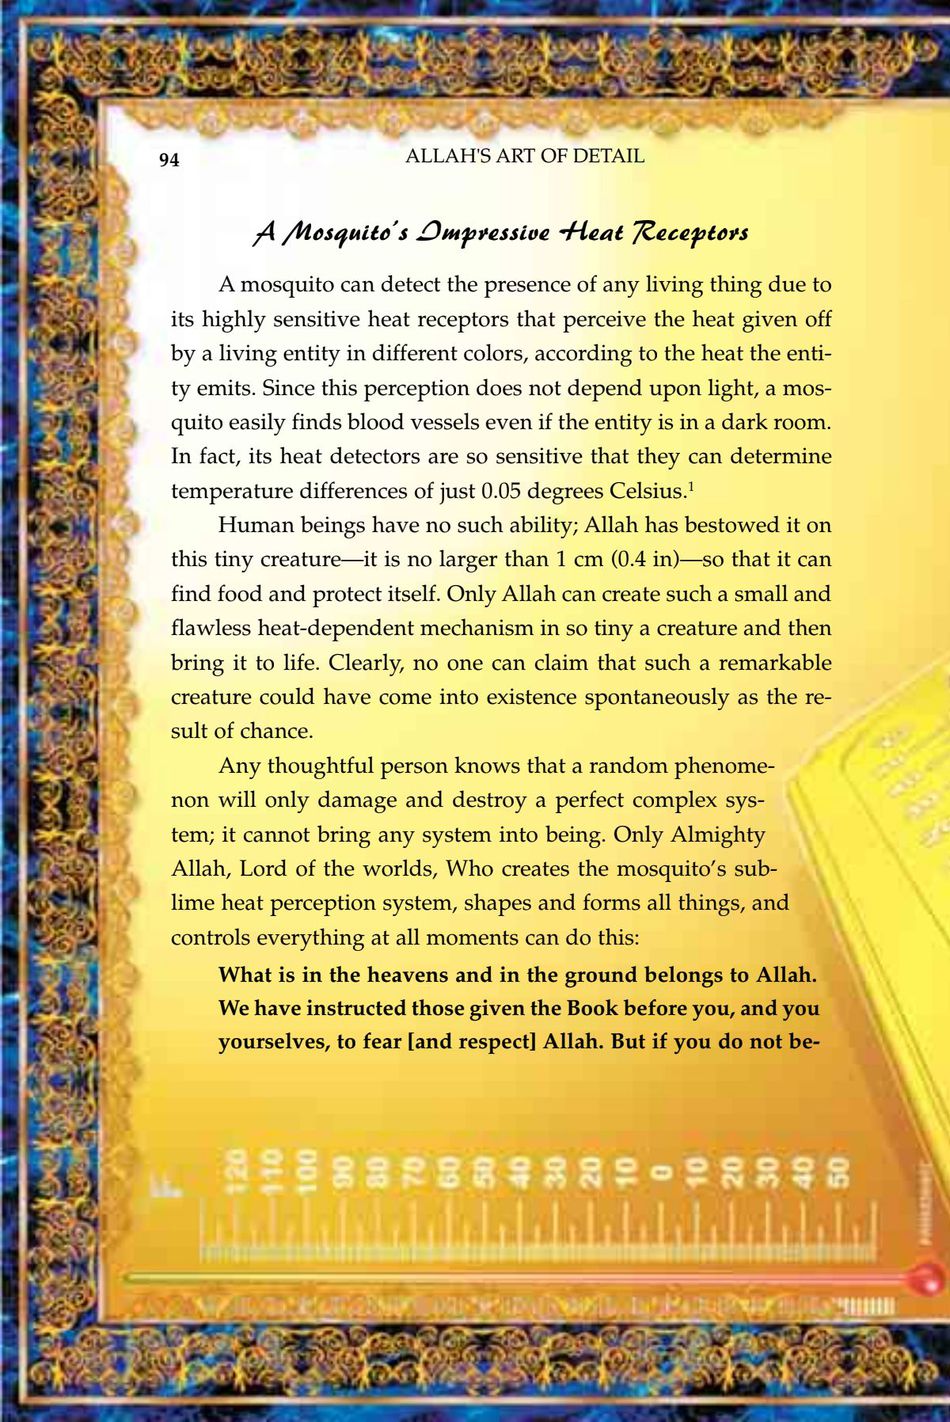 94
ALLAH'S ART OF DETAIL
A Mosquito's Impressive Heat Receptors
A mosquito can detect the presence of any living thing due to
its highly sensitive heat receptors that perceive the heat given off
by a living entity in different colors, according to the heat the enti-
ty emits. Since this perception does not depend upon light, a mos-
quito easily finds blood vessels even if the entity is in a dark room.
In fact, its heat detectors are so sensitive that they can determine
temperature differences of just 0.05 degrees Celsius.1
Human beings have no such ability; Allah has bestowed it on
this tiny creature—it is no larger than 1 cm (0.4 in)—so that it can
find food and protect itself. Only Allah can create such a small and
flawless heat-dependent mechanism in so tiny a creature and then
bring it to life. Clearly, no one can claim that such a remarkable
creature could have come into existence spontaneously as the re-
sult of chance.
Any thoughtful person knows that a random phenome-
non will only damage and destroy a perfect complex sys-
tem; it cannot bring any system into being. Only Almighty
Allah, Lord of the worlds, Who creates the mosquito's sub-
lime heat perception system, shapes and forms all things, and
controls everything at all moments can do this:
What is in the heavens and in the ground belongs to Allah.
We have instructed those given the Book before you, and you
yourselves, to fear [and respect] Allah. But if you do not be-
120 110 100 90 80 70 60 50 40 30 20 10 0 10 20 30 40 50